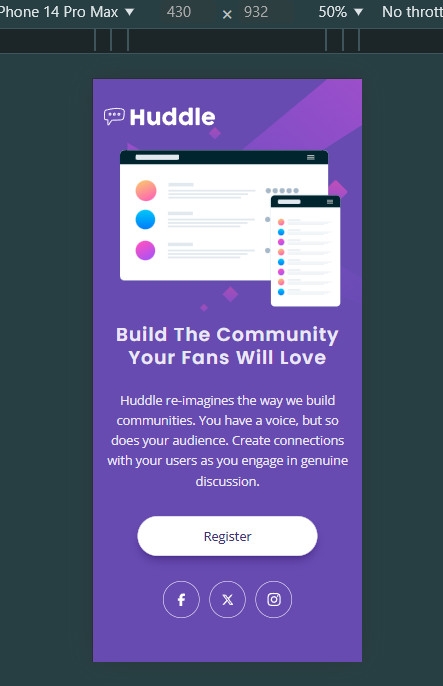 Phone 14 Pro Max ▼ 430 × 932 50% ▼ No thrott
Huddle
Build The Community
Your Fans Will Love
Huddle re-imagines the way we build
communities. You have a voice, but so
does your audience. Create connections
with your users as you engage in genuine
discussion.
Register